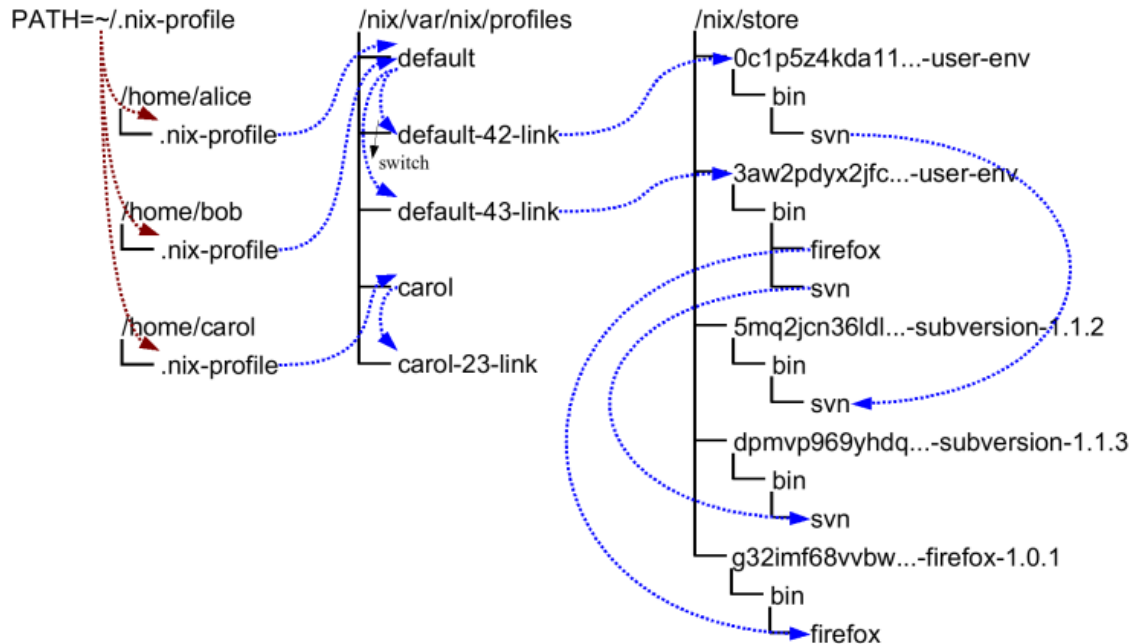 PATH=~/.nix-profile
/home/alice
.nix-profile
/home/bob
.nix-profile
/home/carol
.nix-profile
/nix/var/nix/profiles
default
default-42-link
switch
default-43-link
carol
carol-23-link
/nix/store
0c1p5z4kda11...-user-env
bin
svn
3aw2pdyx2jfc...-user-env
bin
firefox
svn
5mq2jcn36ldl...-subversion-1.1.2
bin
svn
dpmvp969yhdq...-subversion-1.1.3
bin
svn
g32imf68vvbw...-firefox-1.0.1
bin
firefox